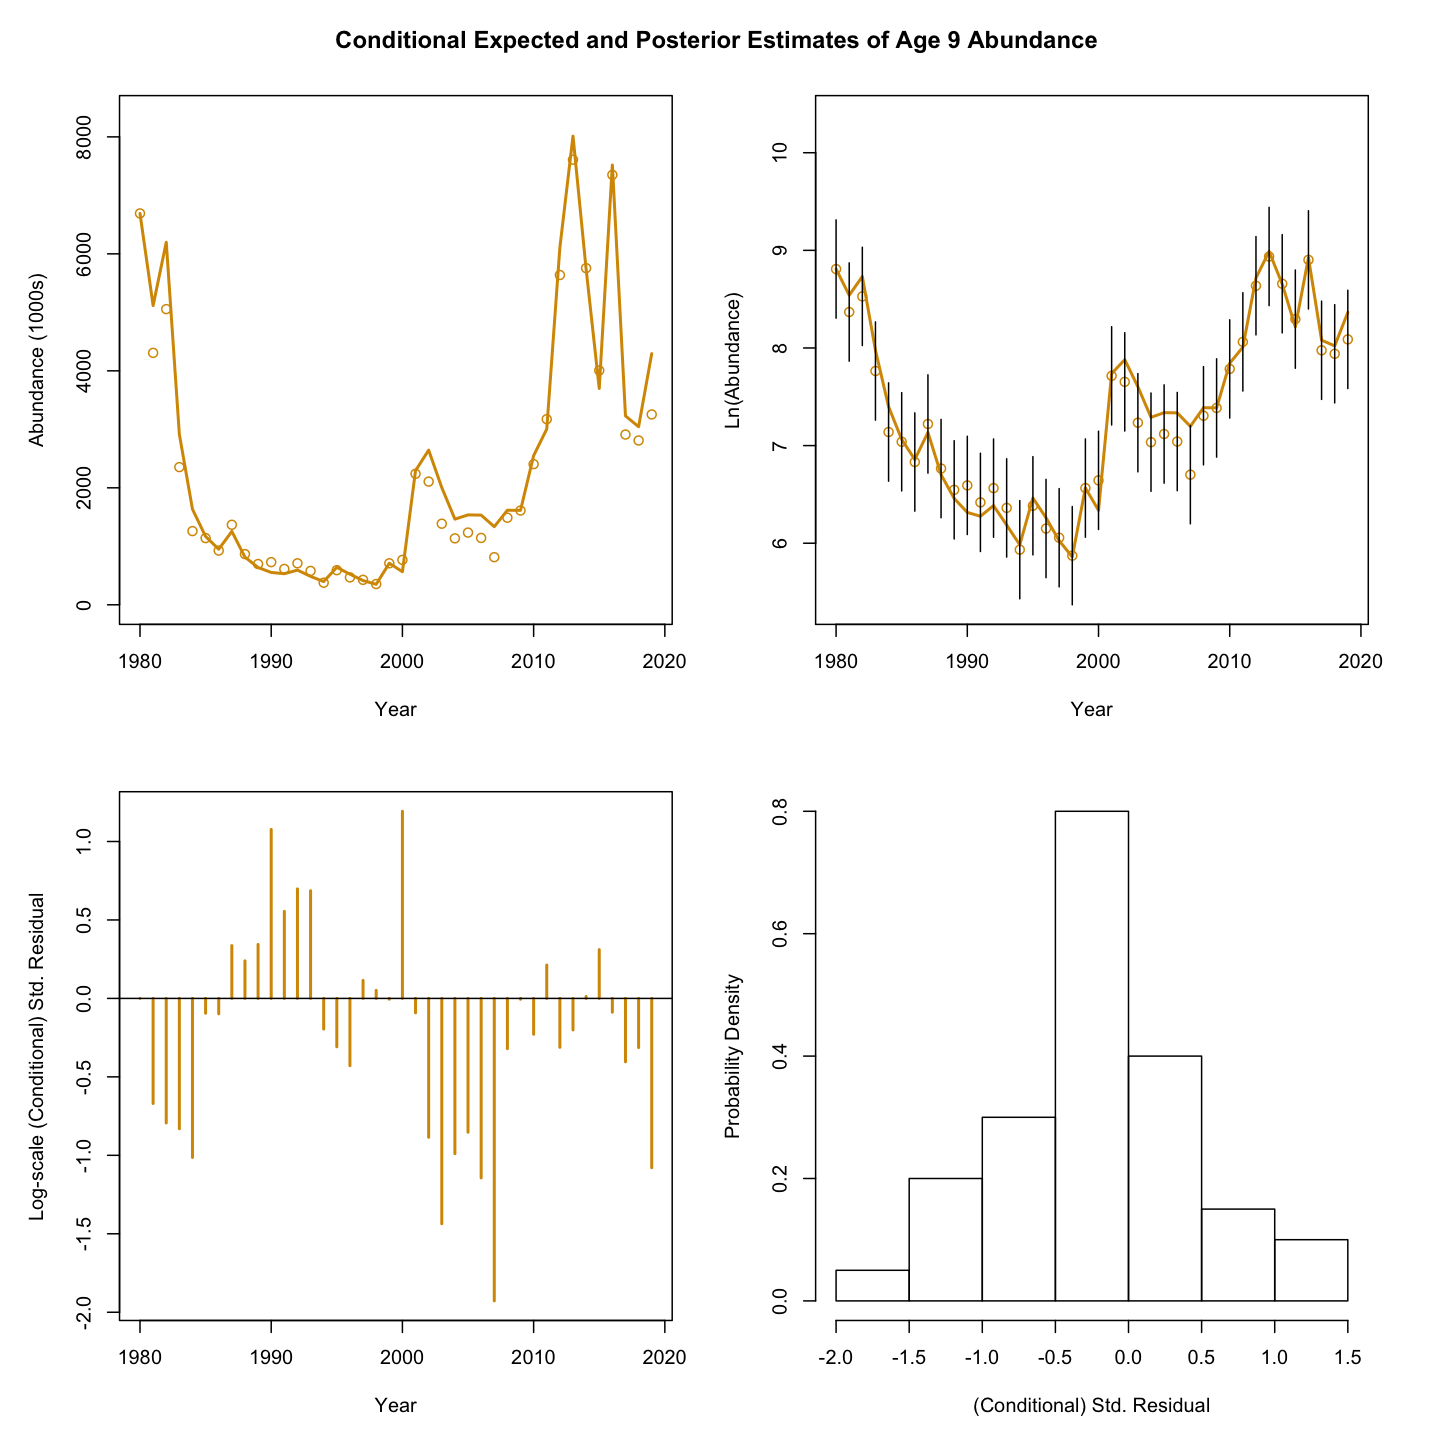 Conditional Expected and Posterior Estimates of Age 9 Abundance
Abundance (1000s)
8000
6000
4000
2000
0
1980 1990 2000 2010 2020
Year
Ln(Abundance)
10
9
8
7
6
1980 1990 2000 2010 2020
Year
Log-scale (Conditional) Std. Residual
1.0
0.5
0.0
-0.5
-1.0
-1.5
-2.0
1980 1990 2000 2010 2020
Year
Probability Density
0.8
0.6
0.4
0.2
0.0
-2.0 -1.5 -1.0 -0.5 0.0 0.5 1.0 1.5
(Conditional) Std. Residual